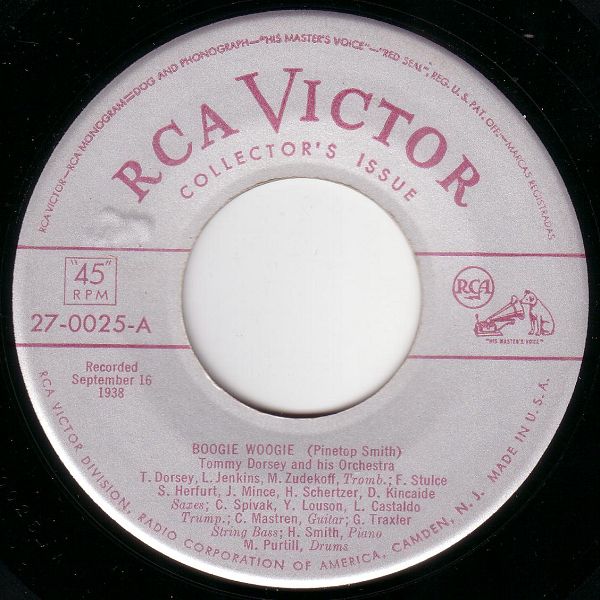 RCA VICTOR—RCA MONOGRAM—DOG AND PHONOGRAPH—"HIS MASTER'S VOICE"—"RED SEAL", REG. U.S. PAT. OFF.—MARCAS REGISTRADAS
RCA VICTOR
COLLECTOR'S ISSUE
"45"
RPM
27-0025-A
RCA
"HIS MASTER'S VOICE"
Recorded
September 16
1938
BOOGIE WOOGIE (Pinetop Smith)
Tommy Dorsey and his Orchestra
T. Dorsey, L. Jenkins, M. Zudekoff, Tromb.; F. Stulce
S. Herfurt, J. Mince, H. Schertzer, D. Kincaide
Saxes; C. Spivak, Y. Louson, L. Castaldo
Trump.; C. Mastren, Guitar; G. Traxler
String Bass; H. Smith, Piano
M. Purtill, Drums
RCA VICTOR DIVISION, RADIO CORPORATION OF AMERICA, CAMDEN, N. J. MADE IN U. S. A.